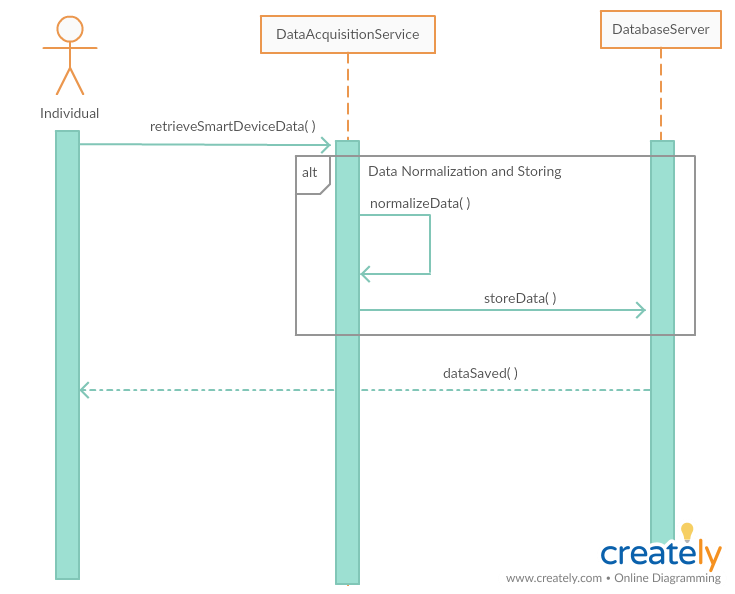 DataAcquisitionService
DatabaseServer
Individual
retrieveSmartDeviceData( )
alt
Data Normalization and Storing
normalizeData( )
storeData( )
dataSaved( )
creately
www.creately.com • Online Diagramming